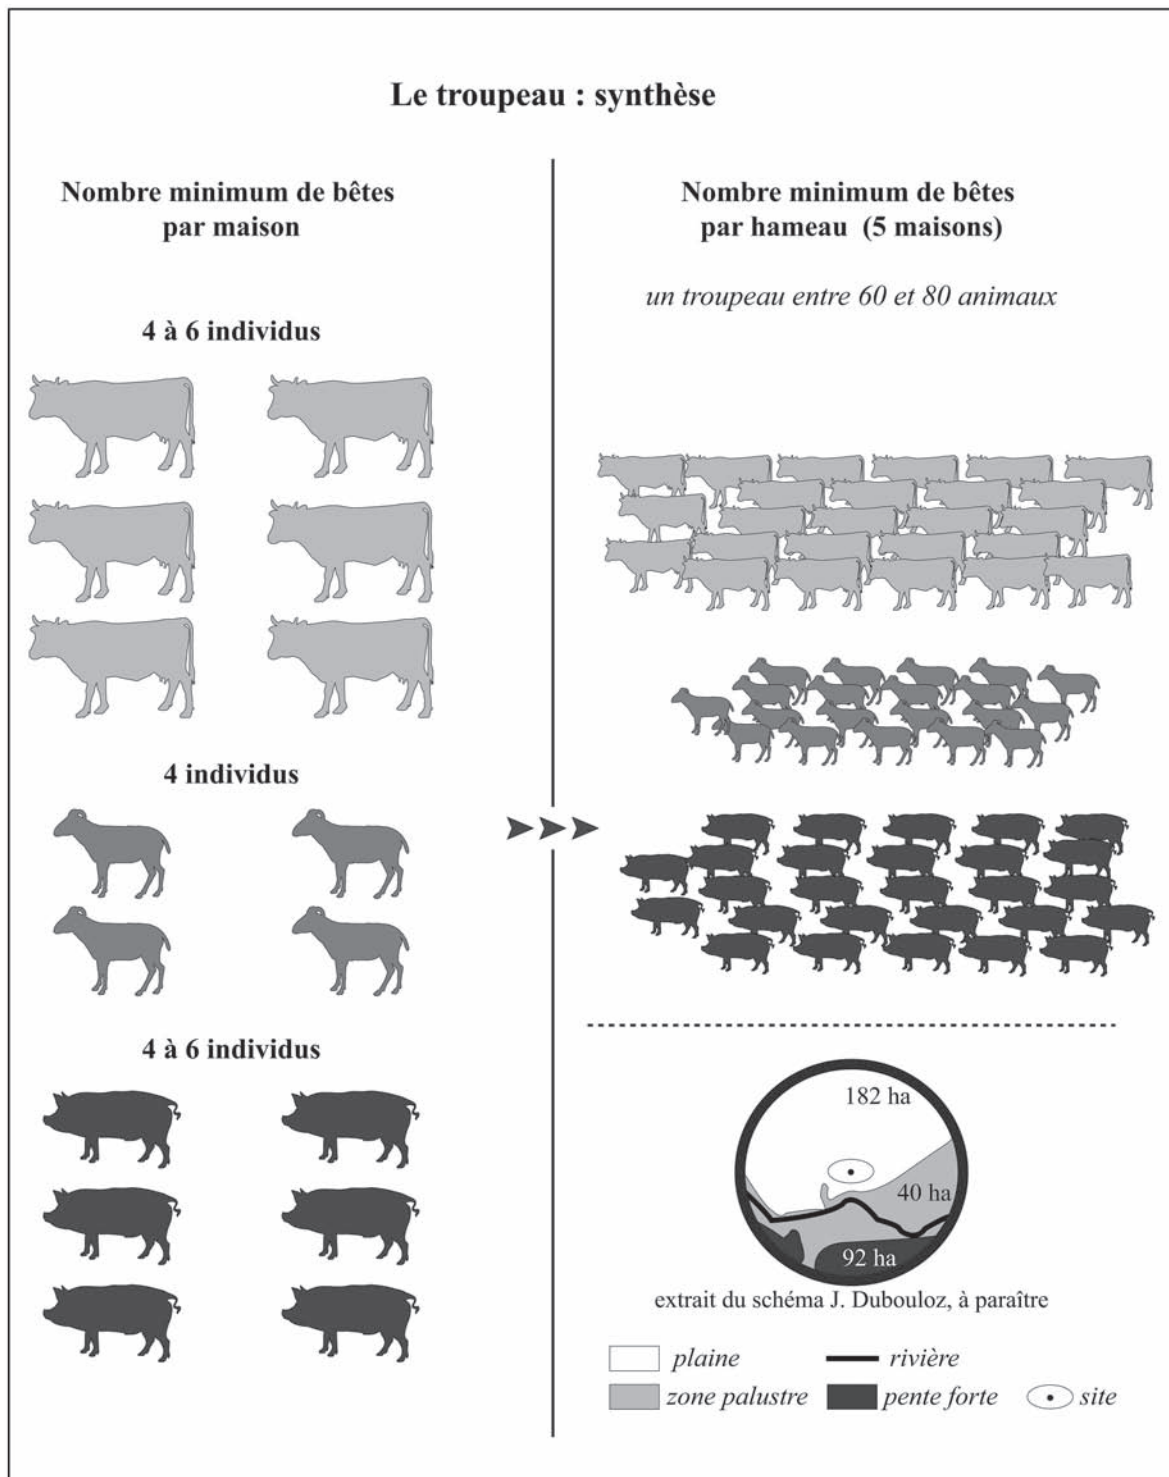 Le troupeau : synthèse
Nombre minimum de bêtes
par maison
4 à 6 individus
4 individus
4 à 6 individus
Nombre minimum de bêtes
par hameau (5 maisons)
un troupeau entre 60 et 80 animaux
182 ha
40 ha
92 ha
extrait du schéma J. Dubouloz, à paraître
plaine
rivière
zone palustre
pente forte
site